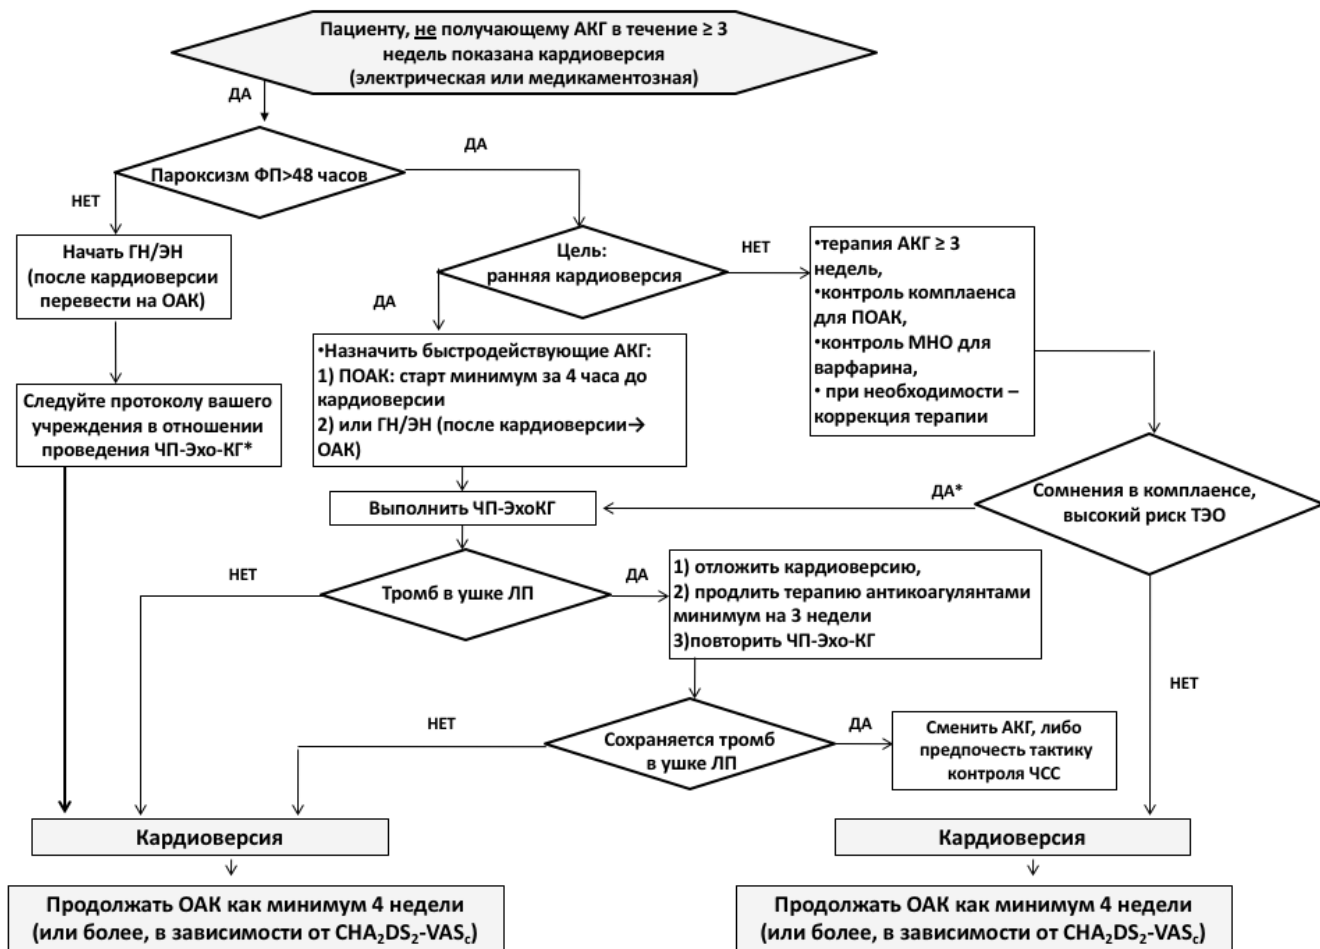 Пациенту, не получающему АКГ в течение ≥ 3
недель показана кардиоверсия
(электрическая или медикаментозная)
ДА
Пароксизм ФП>48 часов
ДА
НЕТ
Начать ГН/ЭН
(после кардиоверсии
перевести на ОАК)
Следуйте протоколу вашего
учреждения в отношении
проведения ЧП-Эхо-КГ*
Цель:
ранняя кардиоверсия
НЕТ
•терапия АКГ ≥ 3
недель,
•контроль комплаенса
для ПОАК,
•контроль МНО для
варфарина,
• при необходимости –
коррекция терапии
ДА
•Назначить быстродействующие АКГ:
1) ПОАК: старт минимум за 4 часа до
кардиоверсии
2) или ГН/ЭН (после кардиоверсии→
ОАК)
Выполнить ЧП-ЭхоКГ
ДА*
Сомнения в комплаенсе,
высокий риск ТЭО
НЕТ
Тромб в ушке ЛП
ДА
1) отложить кардиоверсию,
2) продлить терапию антикоагулянтами
минимум на 3 недели
3)повторить ЧП-Эхо-КГ
НЕТ
НЕТ
Сохраняется тромб
в ушке ЛП
ДА
Сменить АКГ, либо
предпочесть тактику
контроля ЧСС
Кардиоверсия
Кардиоверсия
Продолжать ОАК как минимум 4 недели
(или более, в зависимости от CHA₂DS₂-VASc)
Продолжать ОАК как минимум 4 недели
(или более, в зависимости от CHA₂DS₂-VASc)